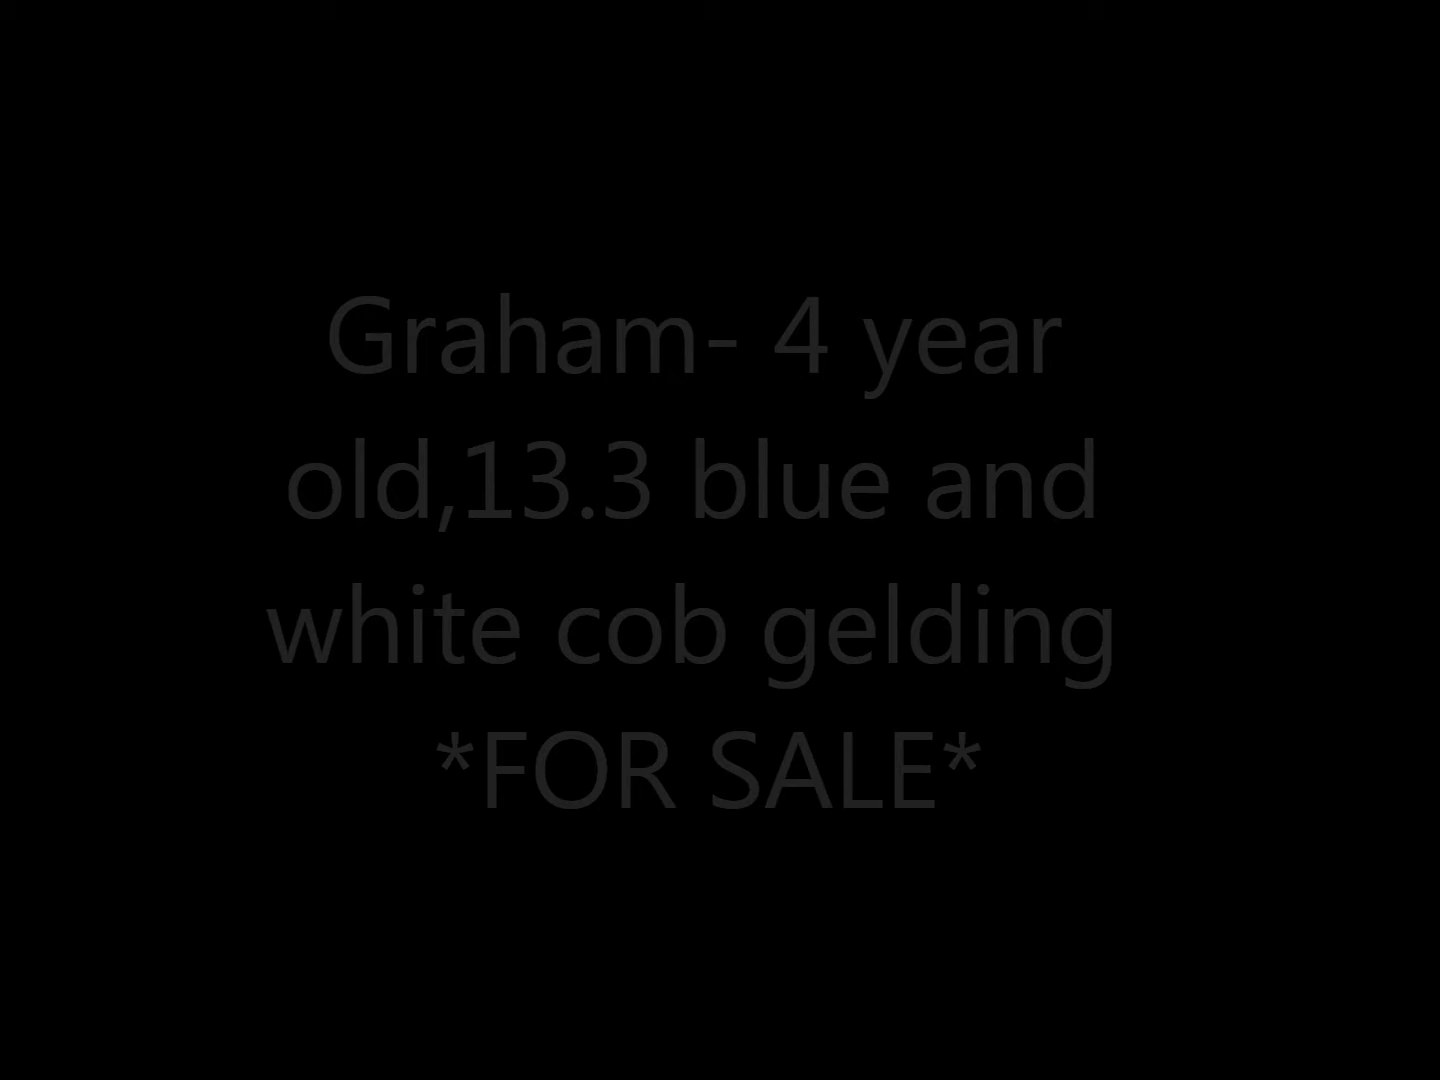 Graham- 4 year
old,13.3 blue and
white cob gelding
*FOR SALE*